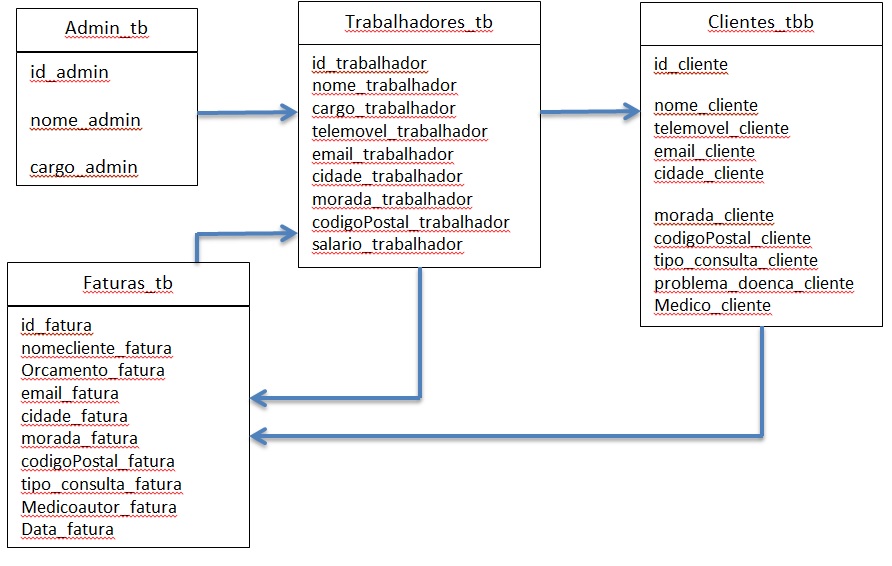 Admin_tb
id_admin
nome_admin
cargo_admin
Trabalhadores_tb
id_trabalhador
nome_trabalhador
cargo_trabalhador
telemovel_trabalhador
email_trabalhador
cidade_trabalhador
morada_trabalhador
codigoPostal_trabalhador
salario_trabalhador
Clientes_tbb
id_cliente
nome_cliente
telemovel_cliente
email_cliente
cidade_cliente
morada_cliente
codigoPostal_cliente
tipo_consulta_cliente
problema_doenca_cliente
Medico_cliente
Faturas_tb
id_fatura
nomecliente_fatura
Orcamento_fatura
email_fatura
cidade_fatura
morada_fatura
codigoPostal_fatura
tipo_consulta_fatura
Medicoautor_fatura
Data_fatura